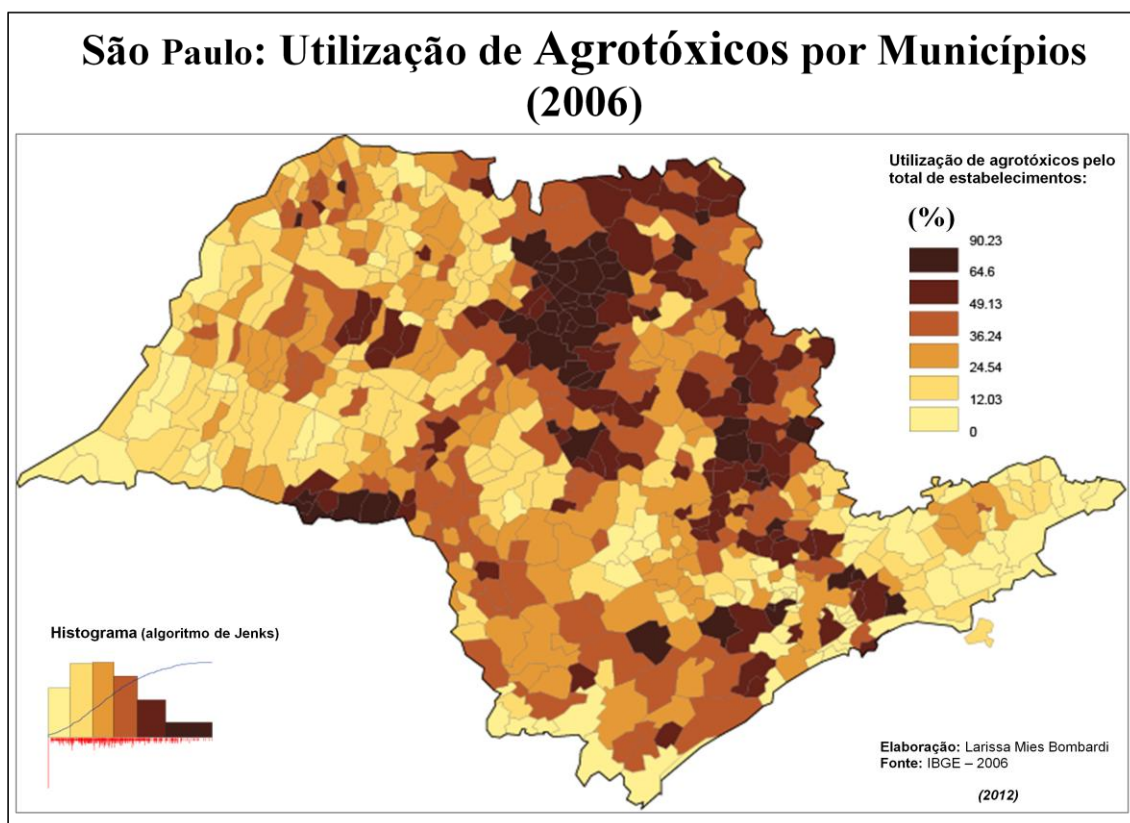 São Paulo: Utilização de Agrotóxicos por Municípios
(2006)
Utilização de agrotóxicos pelo
total de estabelecimentos:
(%)
90.23
64.6
49.13
36.24
24.54
12.03
0
Histograma (algoritmo de Jenks)
Elaboração: Larissa Mies Bombardi
Fonte: IBGE – 2006
(2012)